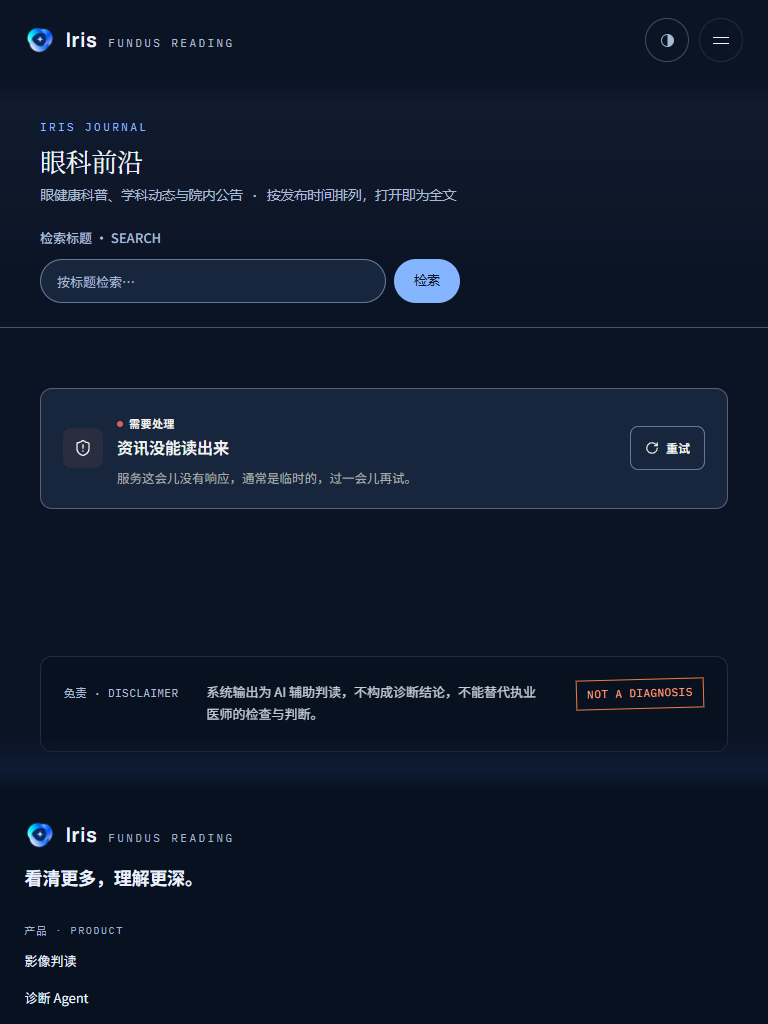 Iris FUNDUS READING
IRIS JOURNAL
眼科前沿
眼健康科普、学科动态与院内公告 · 按发布时间排列，打开即为全文
检索标题 · SEARCH
按标题检索…
检索
需要处理
资讯没能读出来
服务这会儿没有响应，通常是临时的，过一会儿再试。
重试
免责 · DISCLAIMER
系统输出为 AI 辅助判读，不构成诊断结论，不能替代执业
医师的检查与判断。
NOT A DIAGNOSIS
Iris FUNDUS READING
看清更多，理解更深。
产品 · PRODUCT
影像判读
诊断 Agent